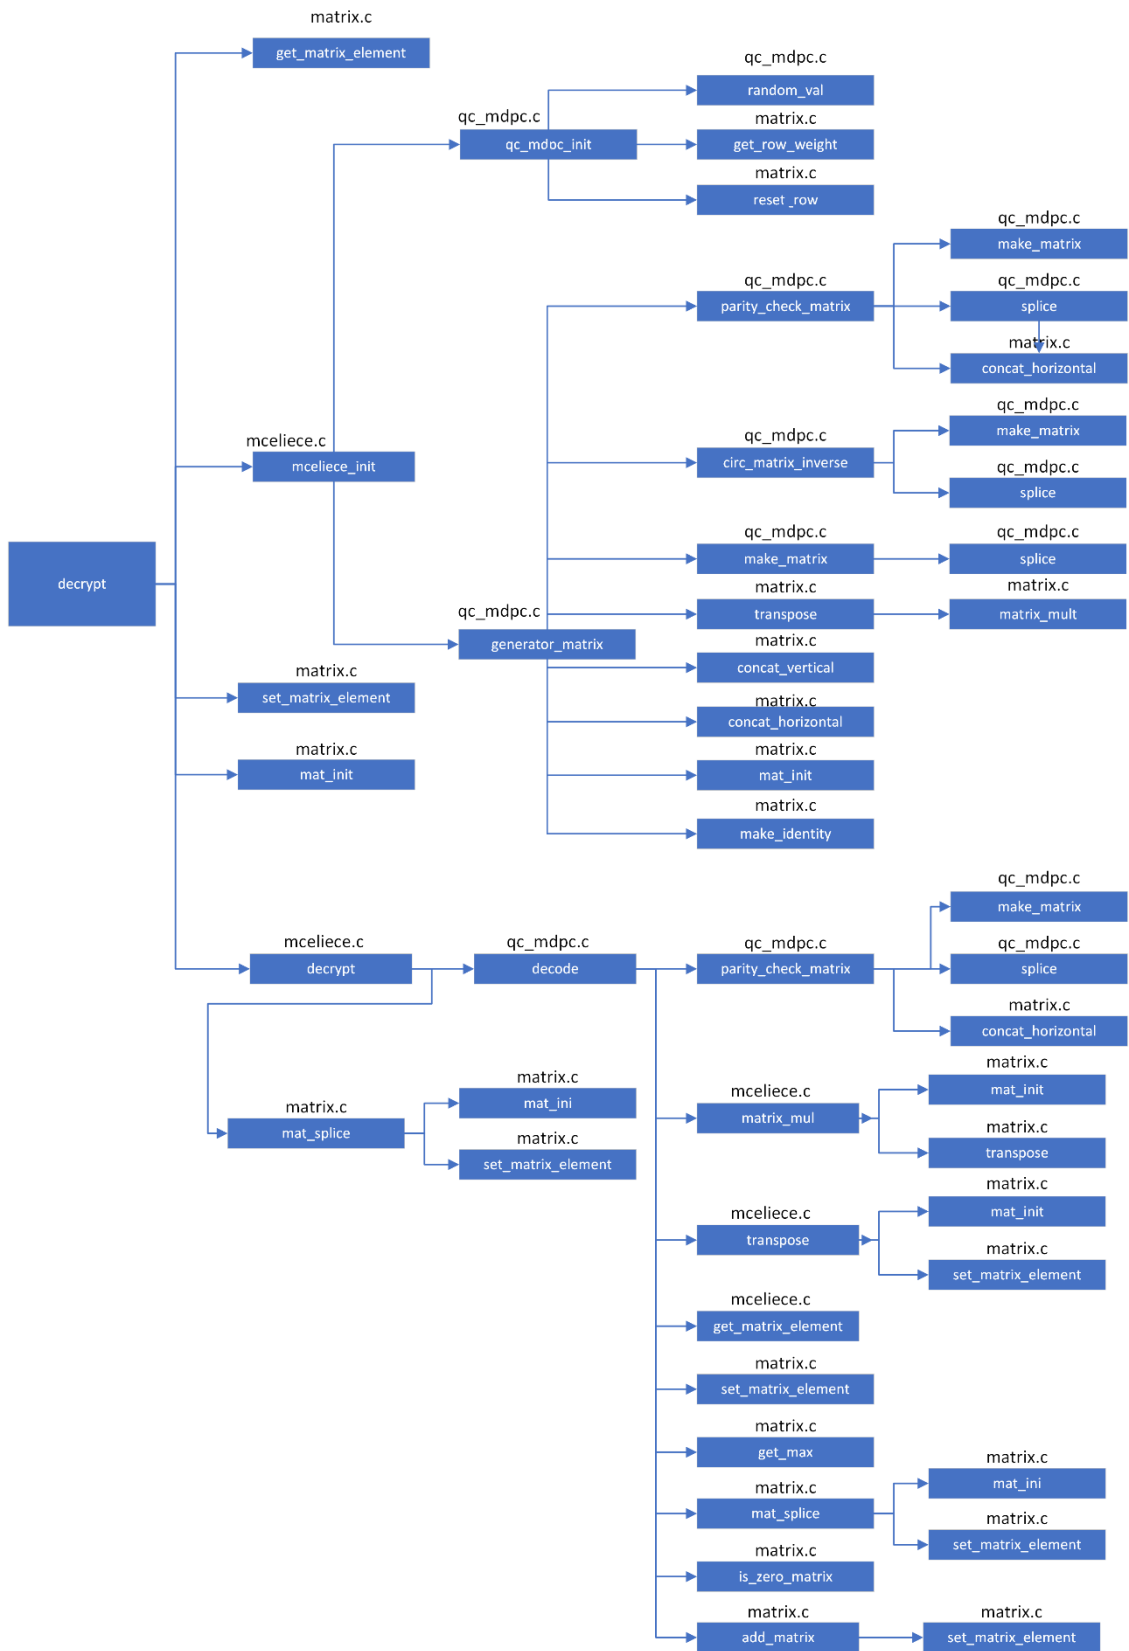 matrix.c
get_matrix_element
qc_mdpc.c
random_val
qc_mdpc.c
qc_mdpc_init
matrix.c
get_row_weight
matrix.c
reset_row
qc_mdpc.c
make_matrix
qc_mdpc.c
parity_check_matrix
qc_mdpc.c
splice
matrix.c
concat_horizontal
mceliece.c
mceliece_init
qc_mdpc.c
circ_matrix_inverse
qc_mdpc.c
make_matrix
qc_mdpc.c
splice
decrypt
qc_mdpc.c
make_matrix
qc_mdpc.c
splice
qc_mdpc.c
generator_matrix
matrix.c
transpose
matrix.c
matrix_mult
matrix.c
concat_vertical
matrix.c
set_matrix_element
matrix.c
concat_horizontal
matrix.c
mat_init
matrix.c
mat_init
matrix.c
make_identity
qc_mdpc.c
make_matrix
mceliece.c
decrypt
qc_mdpc.c
decode
qc_mdpc.c
parity_check_matrix
qc_mdpc.c
splice
matrix.c
concat_horizontal
matrix.c
mat_splice
matrix.c
mat_ini
matrix.c
set_matrix_element
mceliece.c
matrix_mul
matrix.c
mat_init
matrix.c
transpose
mceliece.c
transpose
matrix.c
mat_init
matrix.c
set_matrix_element
mceliece.c
get_matrix_element
matrix.c
set_matrix_element
matrix.c
get_max
matrix.c
mat_splice
matrix.c
mat_ini
matrix.c
set_matrix_element
matrix.c
is_zero_matrix
matrix.c
add_matrix
matrix.c
set_matrix_element